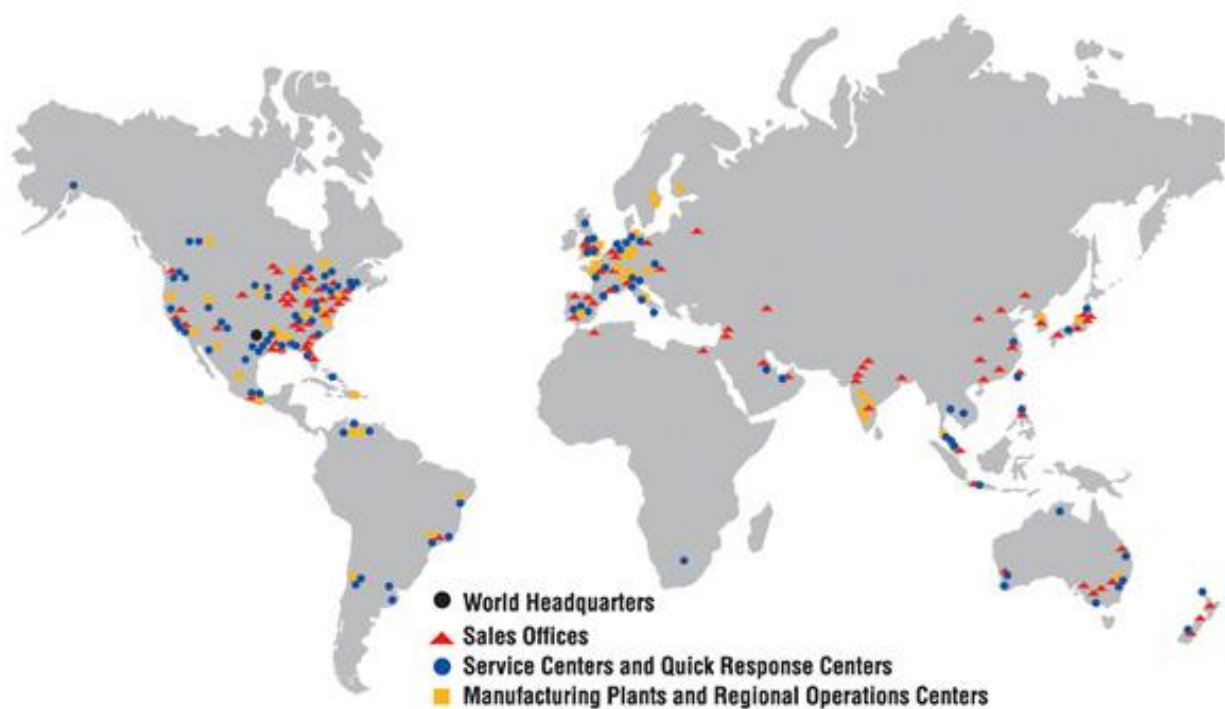 World Headquarters
Sales Offices
Service Centers and Quick Response Centers
Manufacturing Plants and Regional Operations Centers